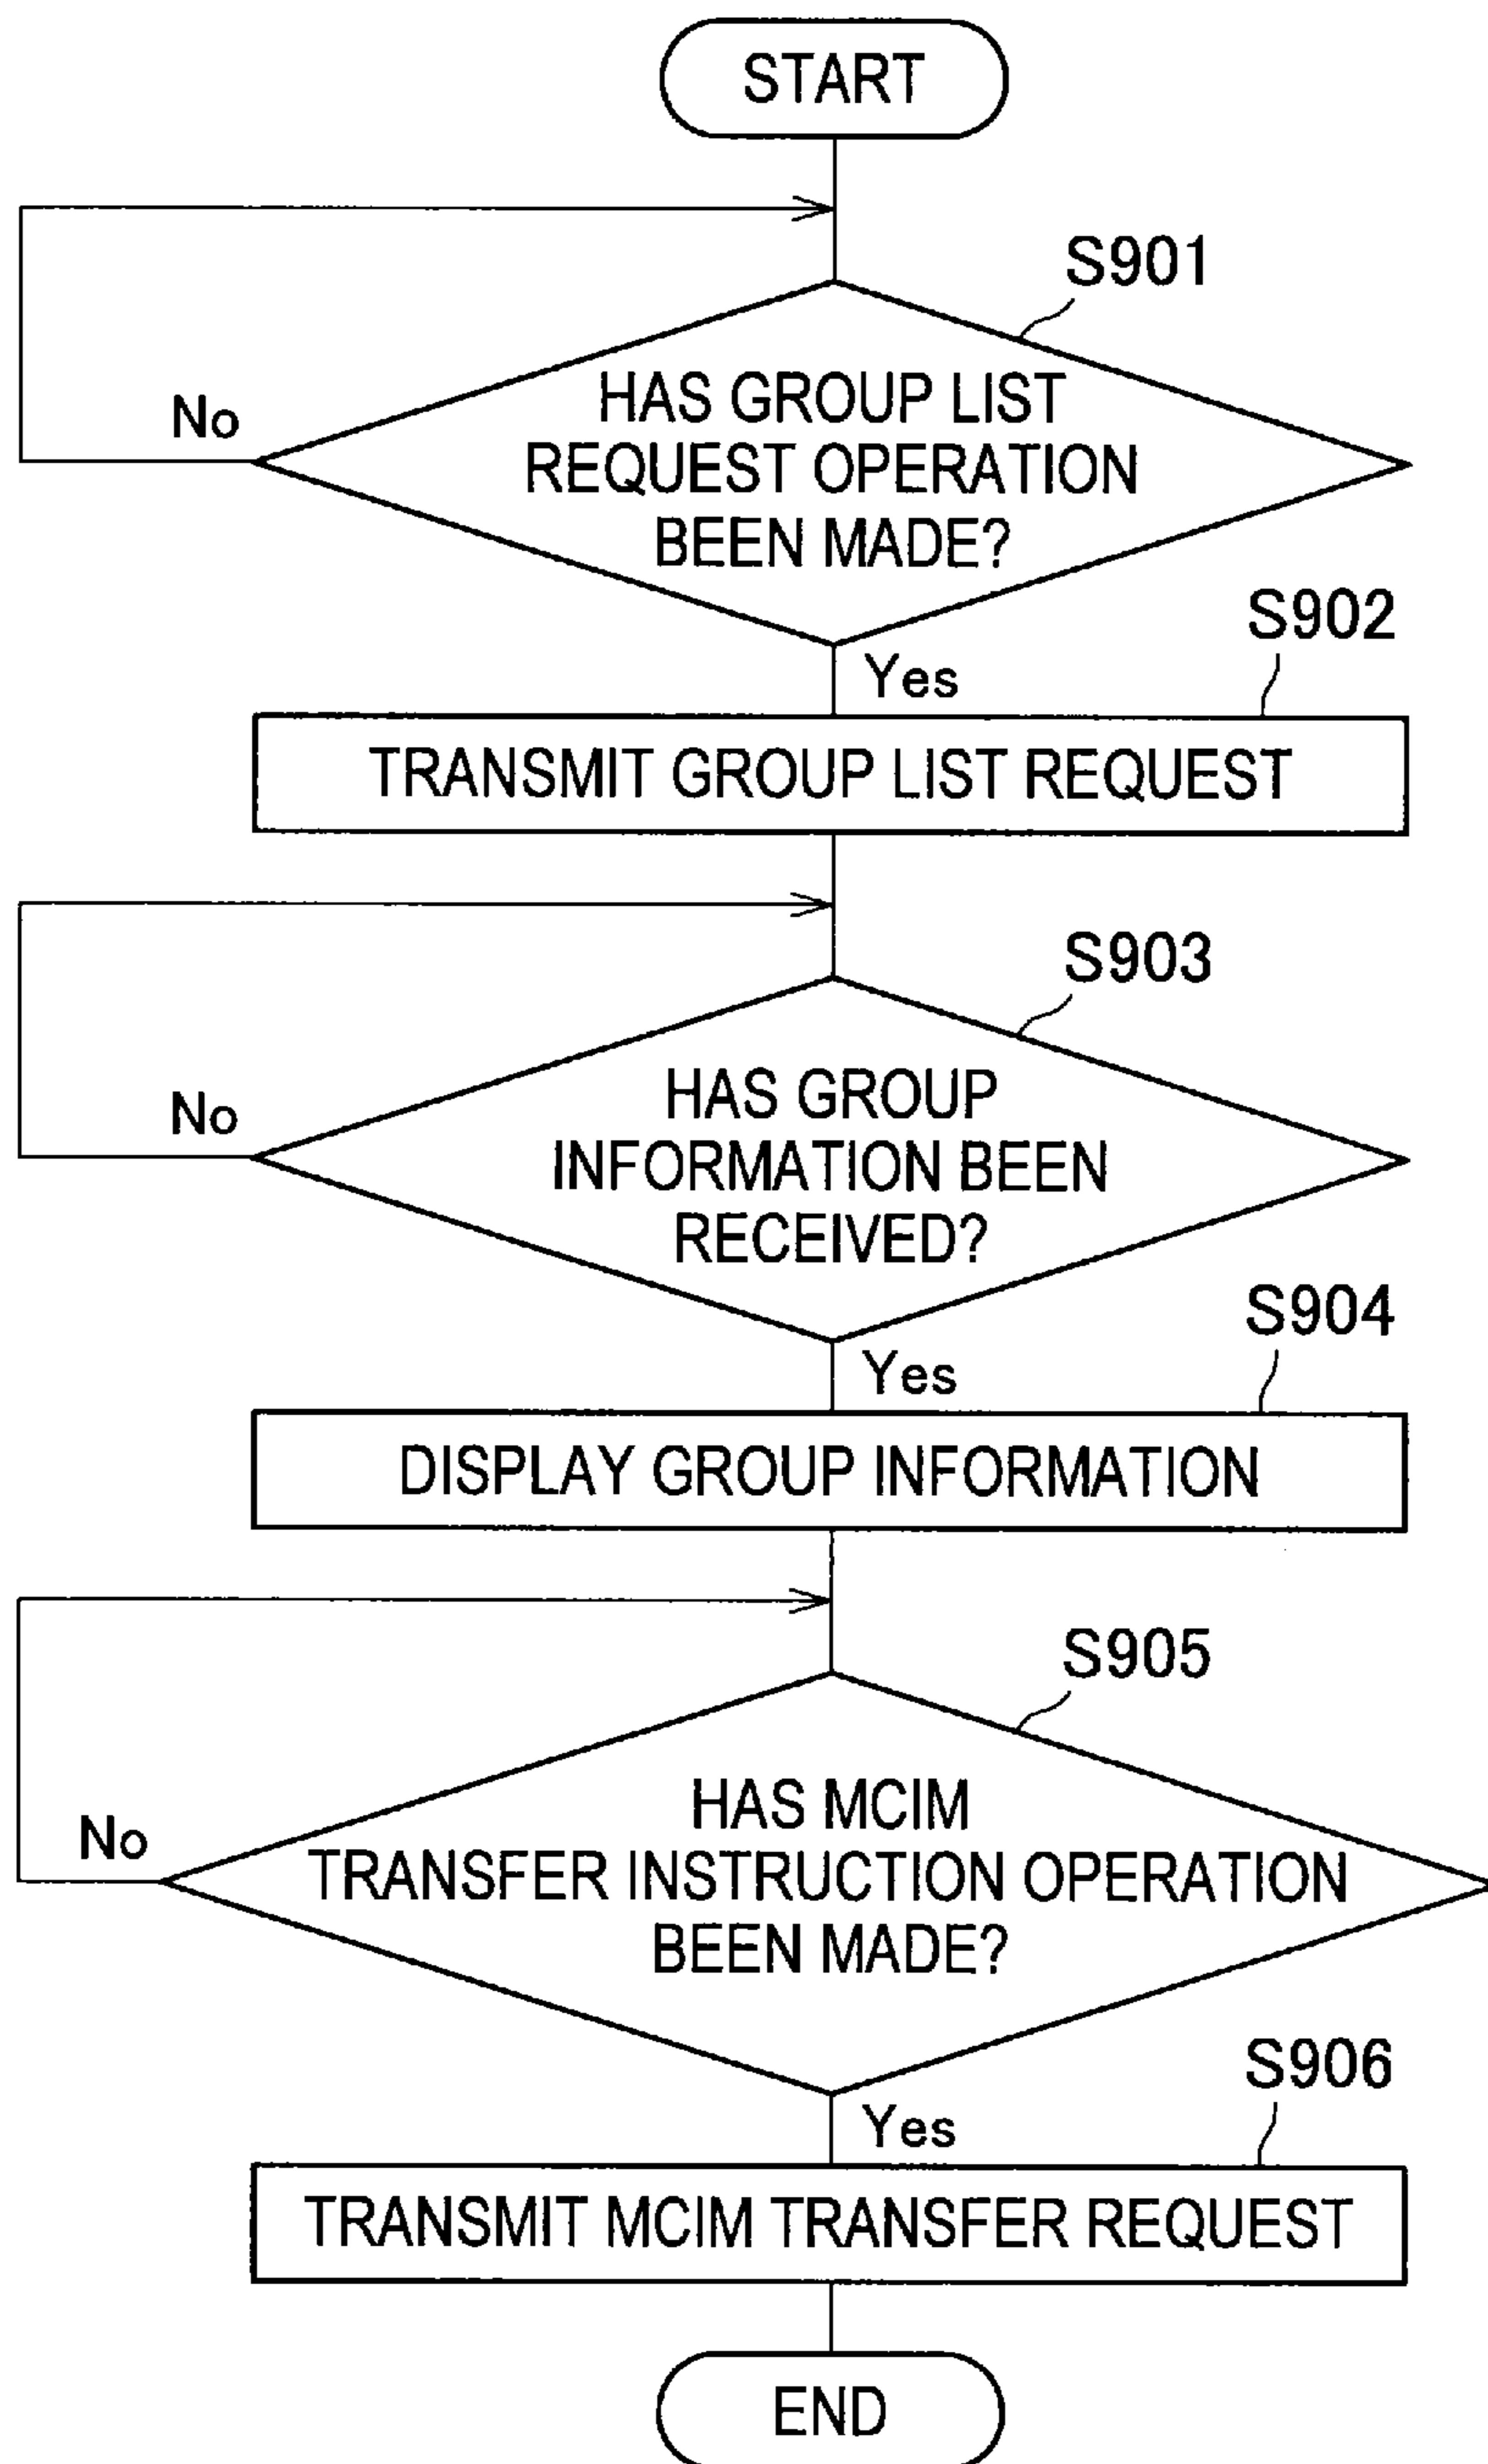 START
S901
HAS GROUP LIST
REQUEST OPERATION
BEEN MADE?
No
Yes
S902
TRANSMIT GROUP LIST REQUEST
S903
HAS GROUP
INFORMATION BEEN
RECEIVED?
No
Yes
S904
DISPLAY GROUP INFORMATION
S905
HAS MCIM
TRANSFER INSTRUCTION OPERATION
BEEN MADE?
No
Yes
S906
TRANSMIT MCIM TRANSFER REQUEST
END